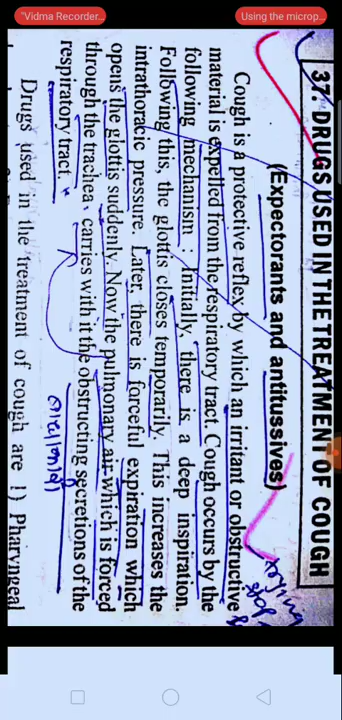 "Vidma Recorder...
Using the microp...
37. DRUGS USED IN THE TREATMENT OF COUGH
(Expectorants and antitussives)
Cough is a protective reflex by which an irritant or obstructive
material is expelled from the respiratory tract. Cough occurs by the
following mechanism : Initially, there is a deep inspiration.
Following this, the glottis closes temporarily. This increases the
intrathoracic pressure. Later, there is forceful expiration which
opens the glottis suddenly. Now the pulmonary air which is forced
through the trachea, carries with it the obstructing secretions of the
respiratory tract.
Drugs used in the treatment of cough are 1) Pharyngeal